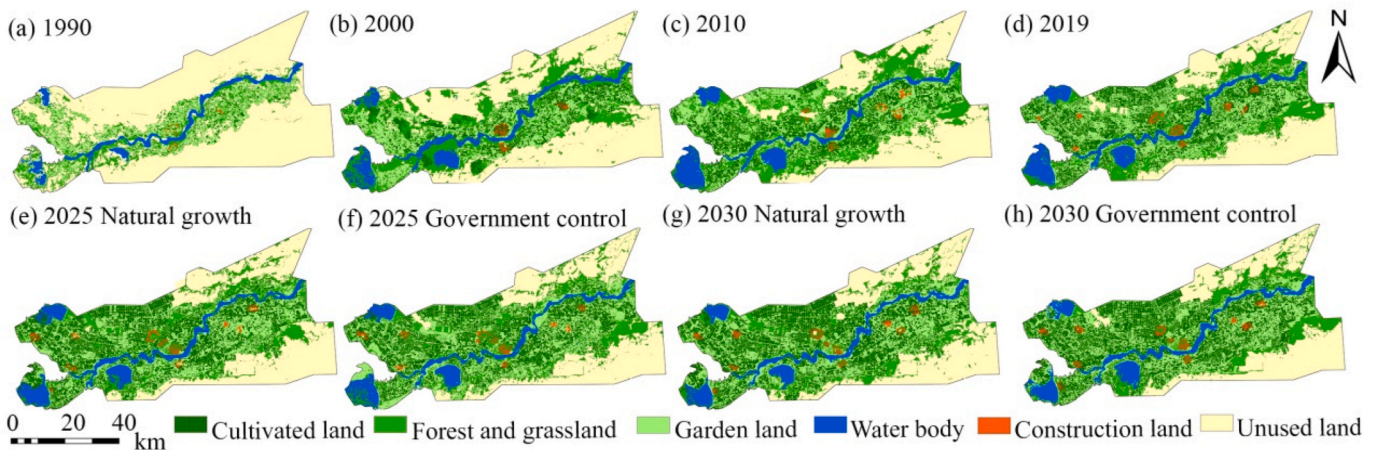 (a) 1990
(b) 2000
(c) 2010
(d) 2019
N
(e) 2025 Natural growth
(f) 2025 Government control
(g) 2030 Natural growth
(h) 2030 Government control
0 20 40
km
Cultivated land Forest and grassland Garden land Water body Construction land Unused land